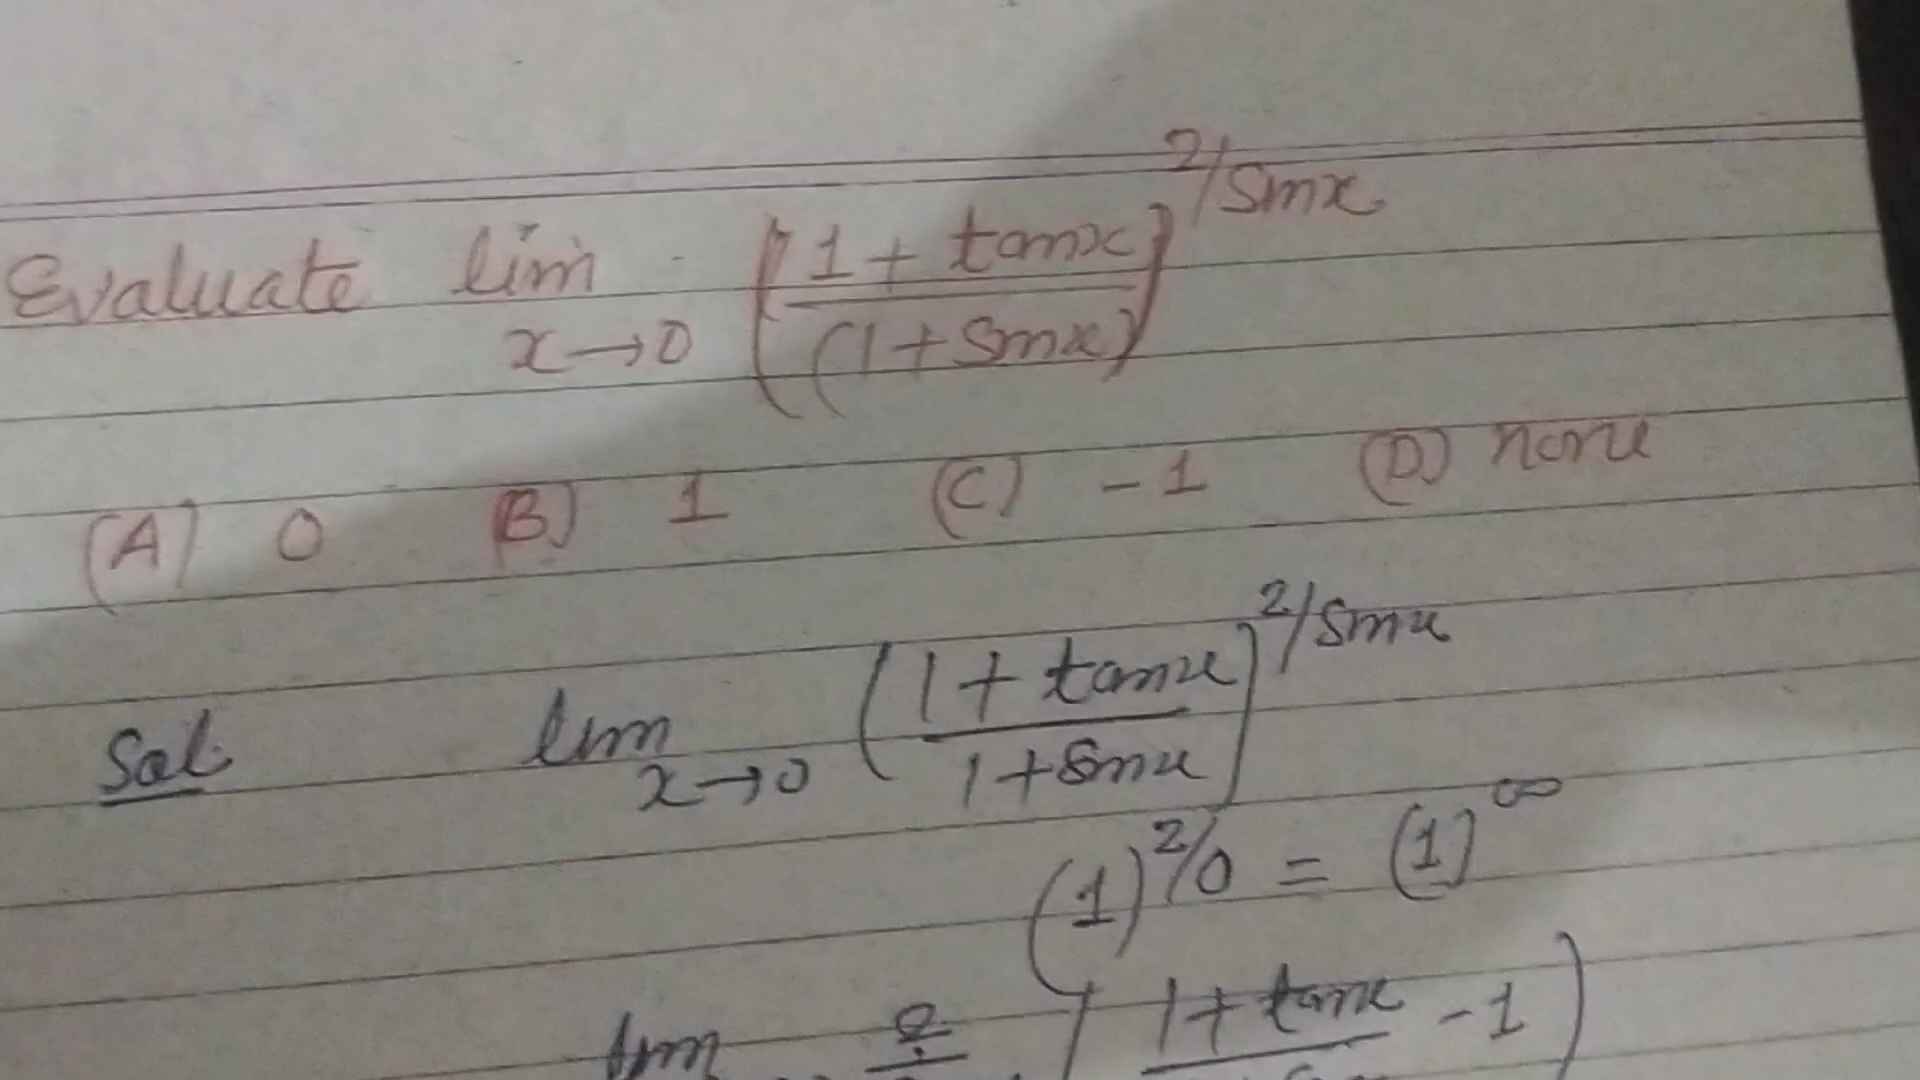 Evaluate lim x→0 ((1 + tanx)/(1 + sinx))^2/sinx
(A) 0 (B) 1 (C) -1 (D) none
Sol. lim x→0 ((1 + tanx)/(1 + sinx))^2/sinx
(1)^2/0 = (1)^∞
lim 2 (1 + tanx -1)